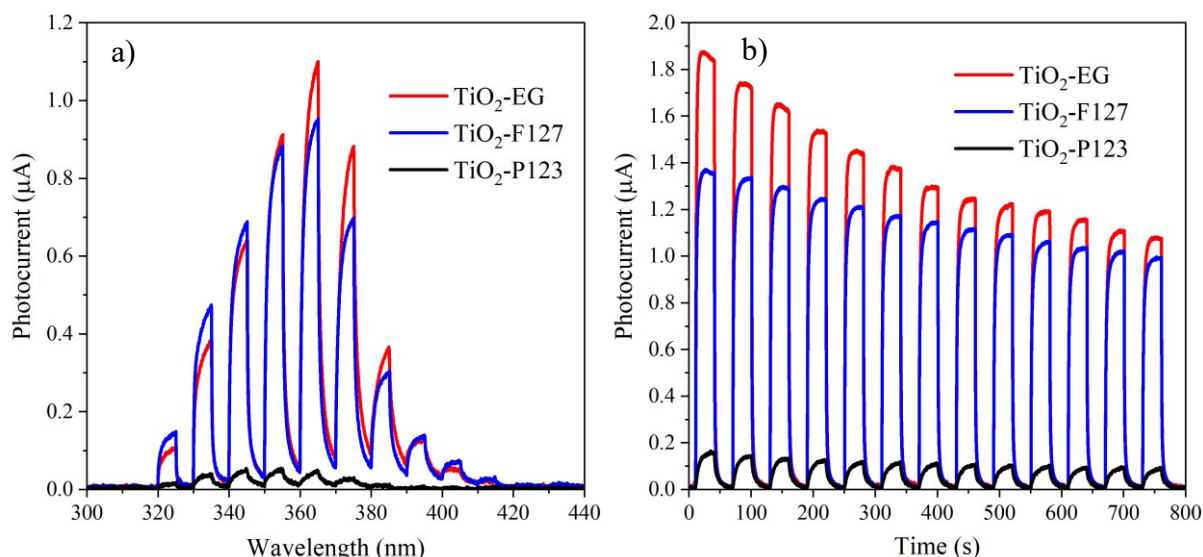 a)
TiO₂-EG
TiO₂-F127
TiO₂-P123
Photocurrent (μA)
1.2
1.0
0.8
0.6
0.4
0.2
0.0
300 320 340 360 380 400 420 440
Wavelength (nm)
b)
TiO₂-EG
TiO₂-F127
TiO₂-P123
Photocurrent (μA)
2.0
1.8
1.6
1.4
1.2
1.0
0.8
0.6
0.4
0.2
0.0
0 100 200 300 400 500 600 700 800
Time (s)